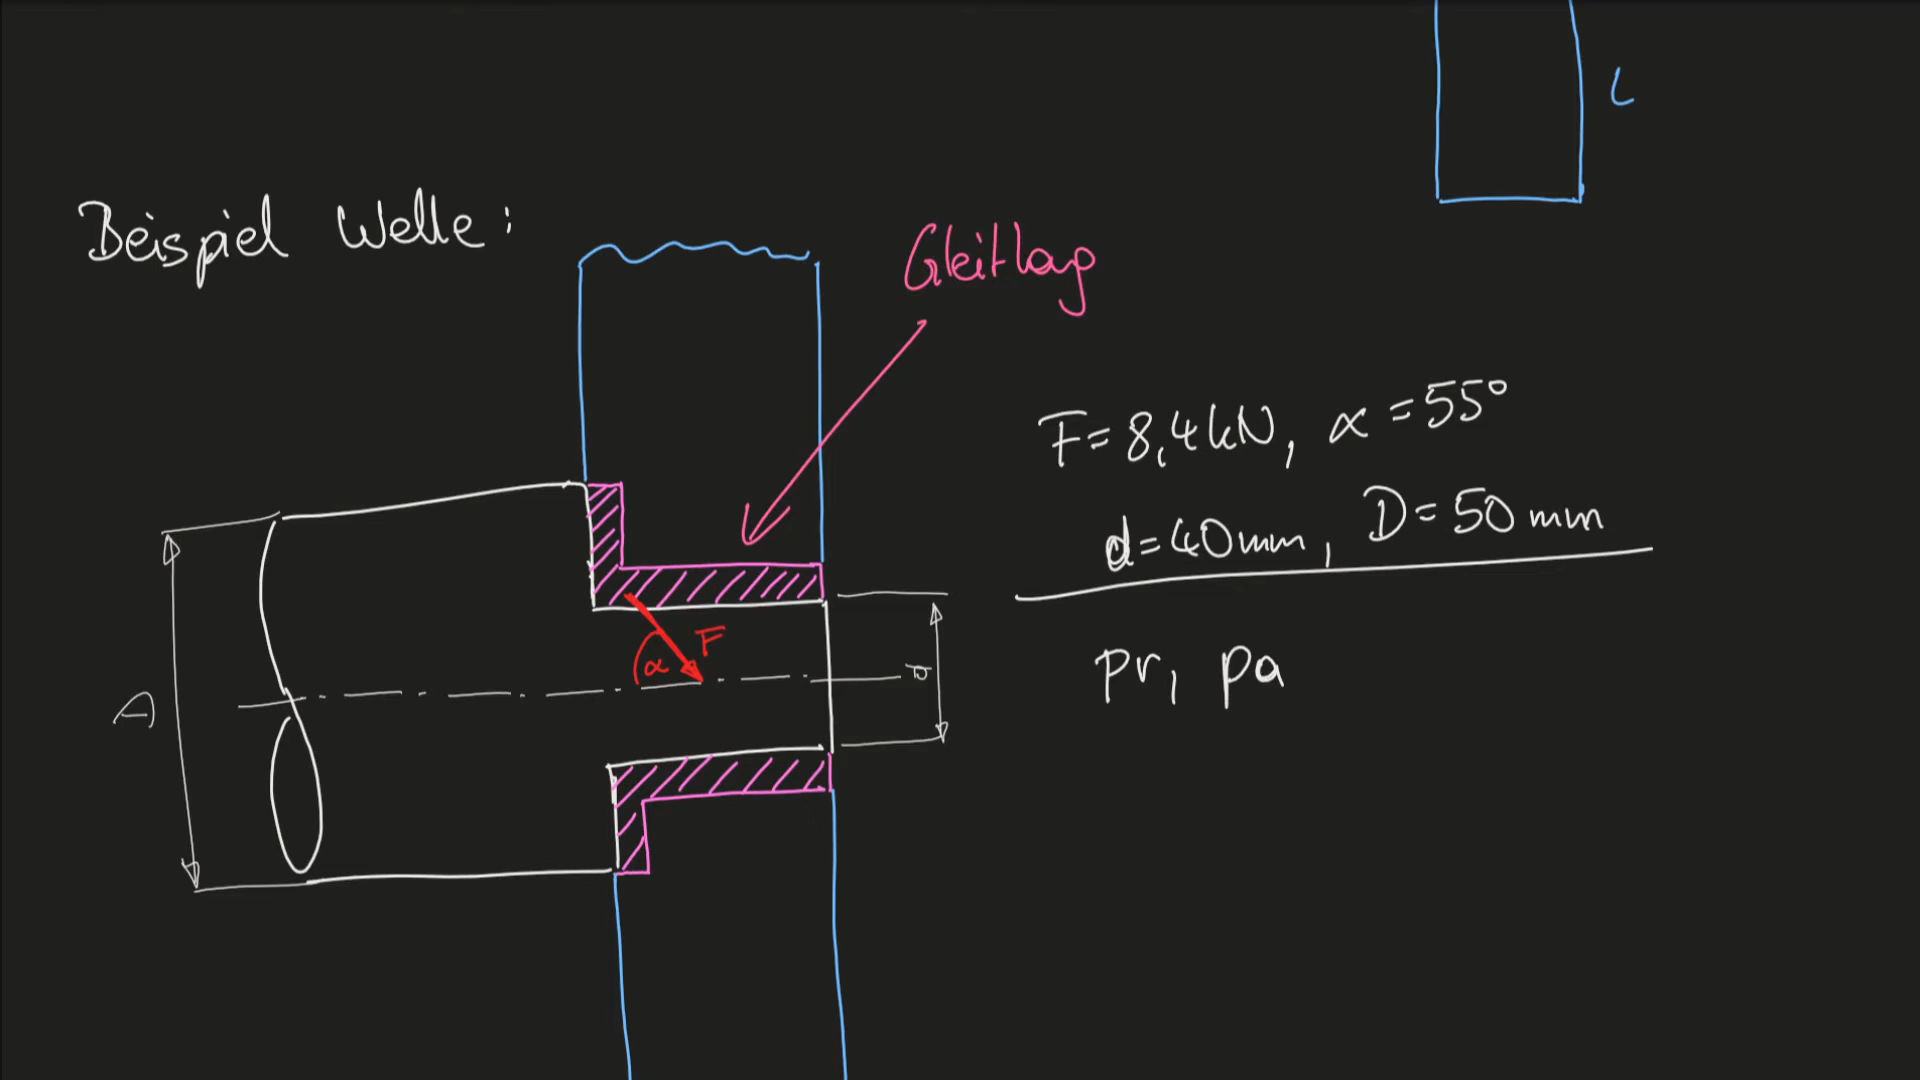 Beispiel Welle:
Gleitlag
F=8,4kN, α=55°
d=40mm, D=50mm
pr, pa
F
α
D
d